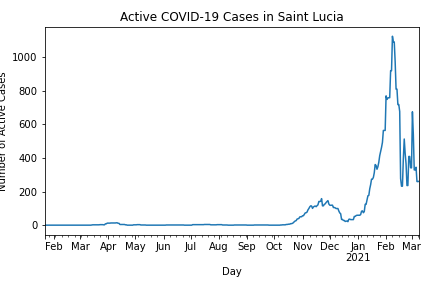 Active COVID-19 Cases in Saint Lucia
Number of Active Cases
1000
800
600
400
200
0
Feb Mar Apr May Jun Jul Aug Sep Oct Nov Dec Jan Feb Mar
2021
Day